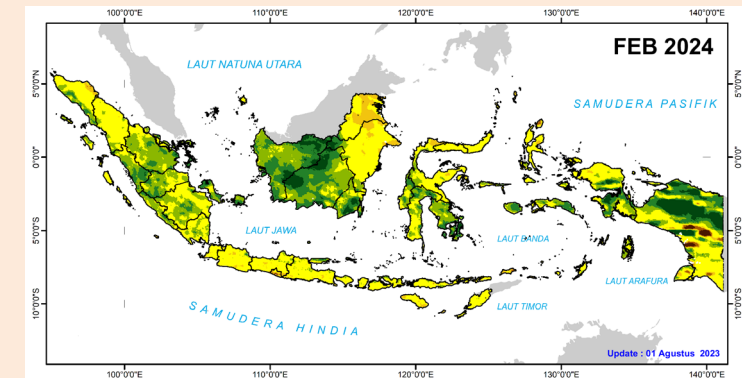 100°0'0"E 110°0'0"E 120°0'0"E 130°0'0"E 140°0'0"E
FEB 2024
LAUT NATUNA UTARA
5°0'0"N 5°0'0"N
SAMUDERA PASIFIK
0°0'0" 0°0'0"
5°0'0"S 5°0'0"S
LAUT JAWA
LAUT BANDA
LAUT ARAFURA
10°0'0"S 10°0'0"S
SAMUDERA HINDIA
LAUT TIMOR
Update : 01 Agustus 2023
100°0'0"E 110°0'0"E 120°0'0"E 130°0'0"E 140°0'0"E